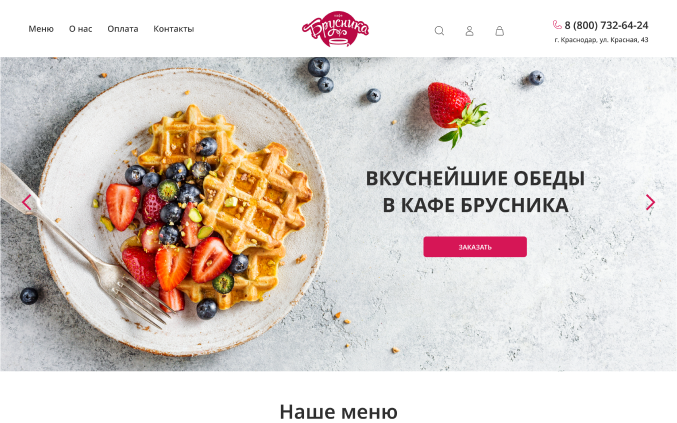 Меню О нас Оплата Контакты
кафе
Брусника
8 (800) 732-64-24
г. Краснодар, ул. Красная, 43
ВКУСНЕЙШИЕ ОБЕДЫ
В КАФЕ БРУСНИКА
ЗАКАЗАТЬ
Наше меню